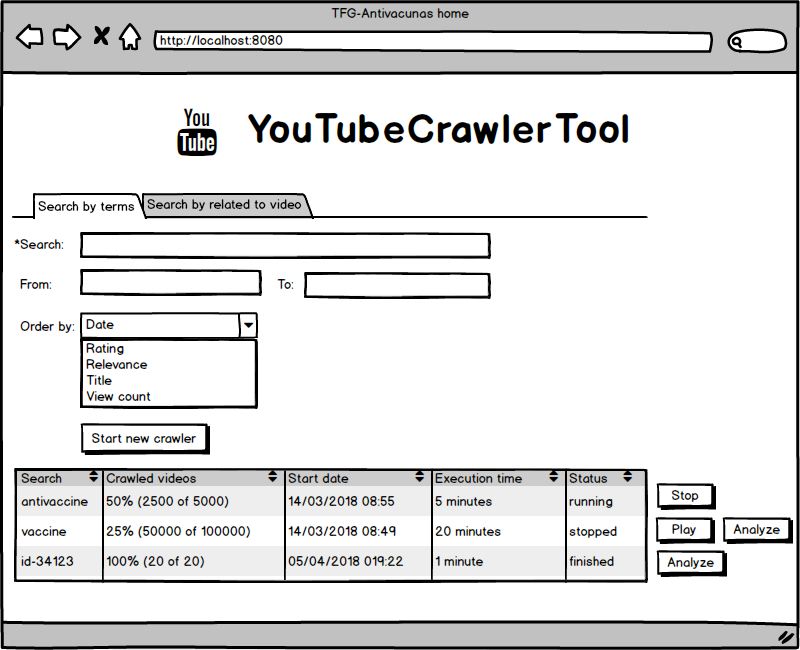 TFG-Antivacunas home
http://localhost:8080
You
Tube
YouTubeCrawlerTool
Search by terms
Search by related to video
*Search:
From:
To:
Order by:
Date
Rating
Relevance
Title
View count
Start new crawler
Search Crawled videos Start date Execution time Status
antivaccine 50% (2500 of 5000) 14/03/2018 08:55 5 minutes running Stop
vaccine 25% (50000 of 100000) 14/03/2018 08:49 20 minutes stopped Play Analyze
id-34123 100% (20 of 20) 05/04/2018 019:22 1 minute finished Analyze